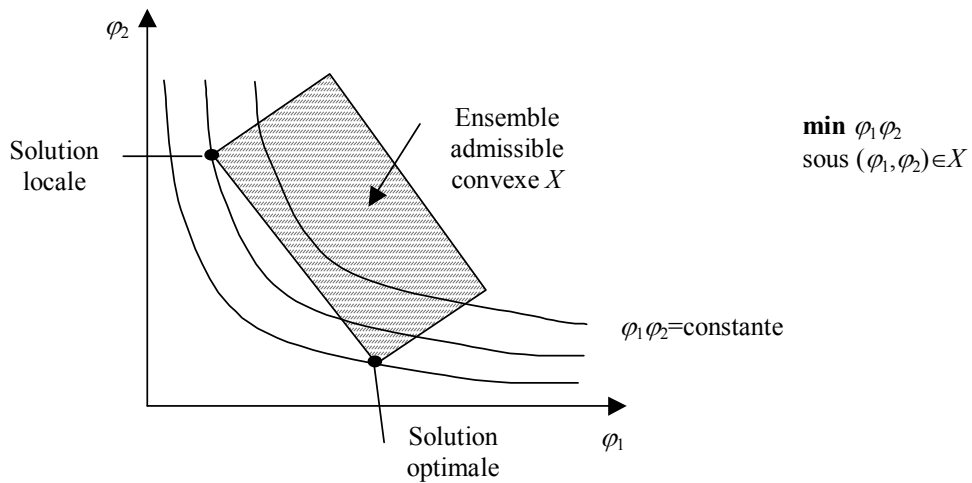 φ₂
Solution
locale
Ensemble
admissible
convexe X
min φ₁φ₂
sous (φ₁,φ₂)∈X
φ₁φ₂=constante
φ₁
Solution
optimale